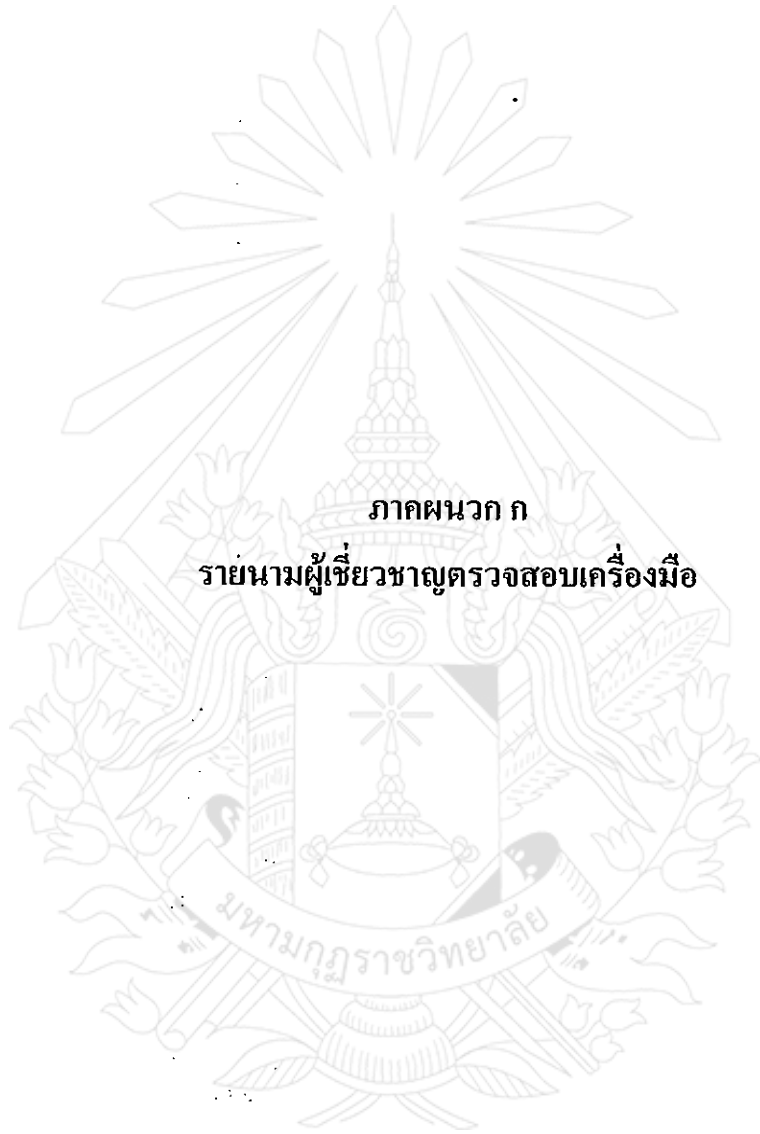 ภาคผนวก ก
รายนามผู้เชี่ยวชาญตรวจสอบเครื่องมือ
มหามกุฏราชวิทยาลัย